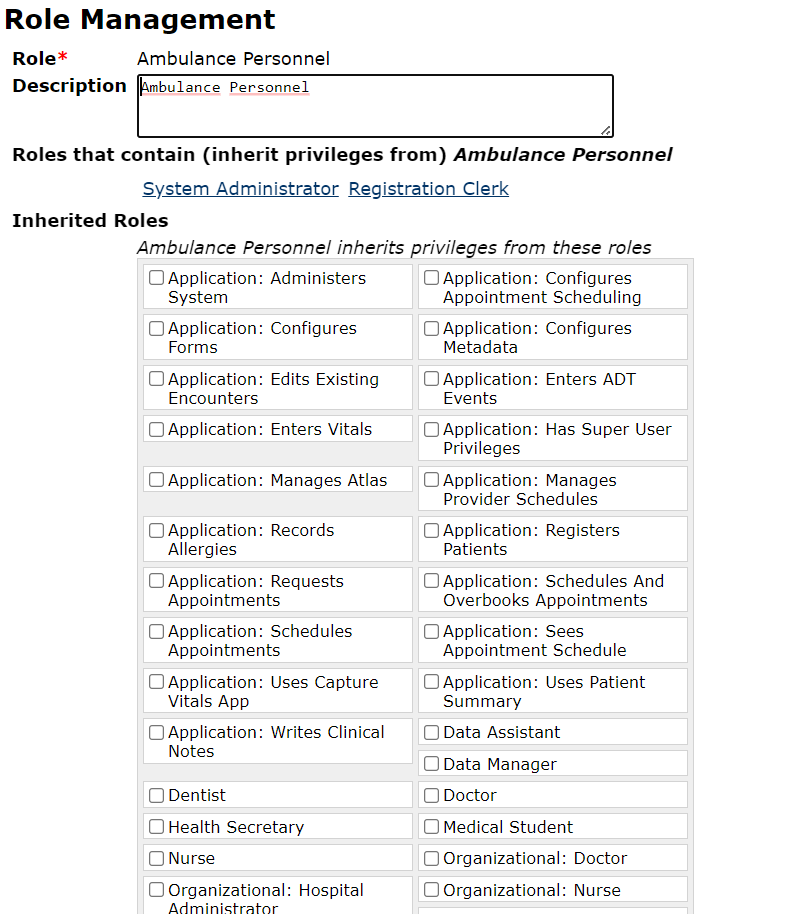 Role Management
Role* Ambulance Personnel
Description Ambulance Personnel
Roles that contain (inherit privileges from) Ambulance Personnel
System Administrator Registration Clerk
Inherited Roles
Ambulance Personnel inherits privileges from these roles
Application: Administers
System
Application: Configures
Appointment Scheduling
Application: Configures
Forms
Application: Configures
Metadata
Application: Edits Existing
Encounters
Application: Enters ADT
Events
Application: Enters Vitals
Application: Has Super User
Privileges
Application: Manages Atlas
Application: Manages
Provider Schedules
Application: Records
Allergies
Application: Registers
Patients
Application: Requests
Appointments
Application: Schedules And
Overbooks Appointments
Application: Schedules
Appointments
Application: Sees
Appointment Schedule
Application: Uses Capture
Vitals App
Application: Uses Patient
Summary
Application: Writes Clinical
Notes
Data Assistant
Data Manager
Dentist
Doctor
Health Secretary
Medical Student
Nurse
Organizational: Doctor
Organizational: Hospital
Administrator
Organizational: Nurse